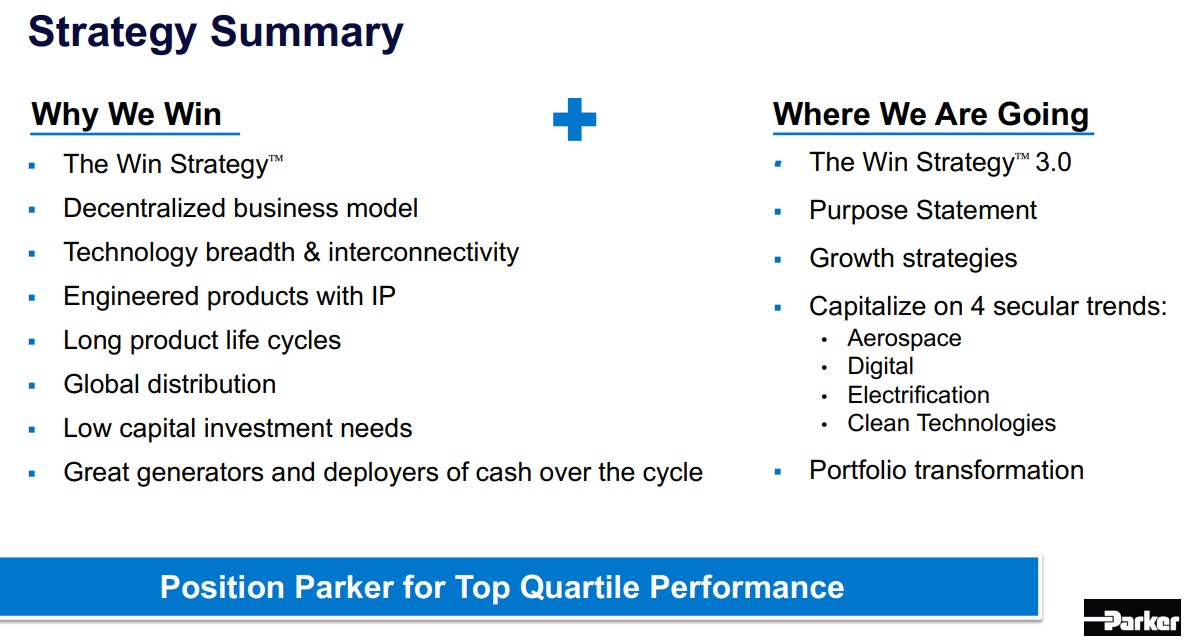 Strategy Summary
Why We Win
The Win Strategy™
Decentralized business model
Technology breadth & interconnectivity
Engineered products with IP
Long product life cycles
Global distribution
Low capital investment needs
Great generators and deployers of cash over the cycle
Where We Are Going
The Win Strategy™ 3.0
Purpose Statement
Growth strategies
Capitalize on 4 secular trends:
Aerospace
Digital
Electrification
Clean Technologies
Portfolio transformation
Position Parker for Top Quartile Performance
Parker